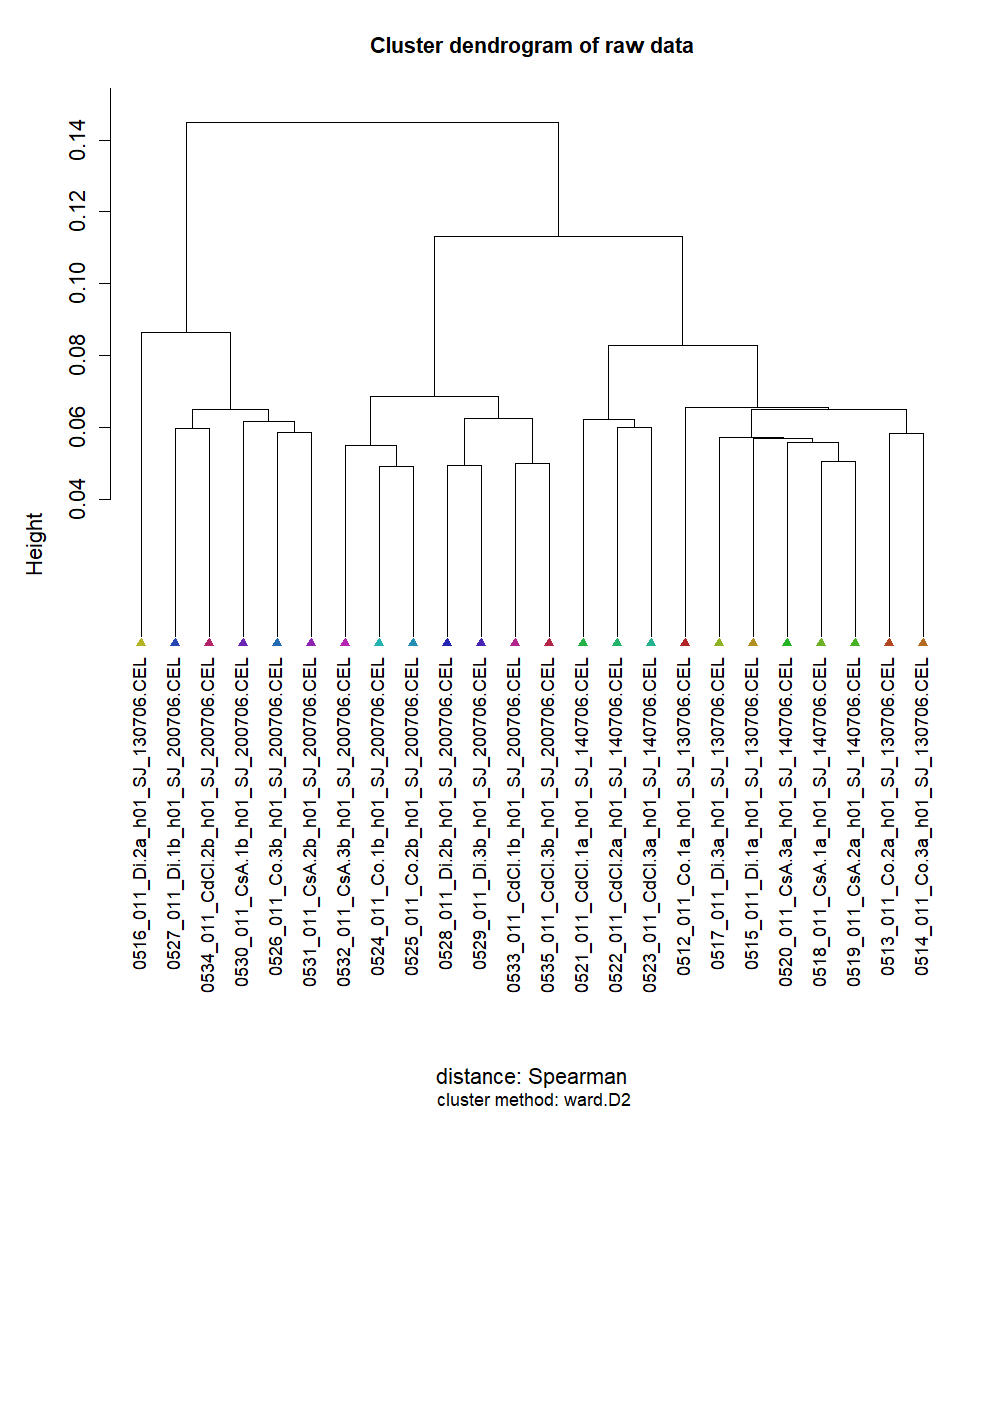 Cluster dendrogram of raw data
0.14
0.12
0.10
0.08
0.06
0.04
Height
0516_011_Di.2a_h01_SJ_130706.CEL
0527_011_Di.1b_h01_SJ_200706.CEL
0534_011_CdCl.2b_h01_SJ_200706.CEL
0530_011_CsA.1b_h01_SJ_200706.CEL
0526_011_Co.3b_h01_SJ_200706.CEL
0531_011_CsA.2b_h01_SJ_200706.CEL
0532_011_CsA.3b_h01_SJ_200706.CEL
0524_011_Co.1b_h01_SJ_200706.CEL
0525_011_Co.2b_h01_SJ_200706.CEL
0528_011_Di.2b_h01_SJ_200706.CEL
0529_011_Di.3b_h01_SJ_200706.CEL
0533_011_CdCl.1b_h01_SJ_200706.CEL
0535_011_CdCl.3b_h01_SJ_200706.CEL
0521_011_CdCl.1a_h01_SJ_140706.CEL
0522_011_CdCl.2a_h01_SJ_140706.CEL
0523_011_CdCl.3a_h01_SJ_140706.CEL
0512_011_Co.1a_h01_SJ_130706.CEL
0517_011_Di.3a_h01_SJ_130706.CEL
0515_011_Di.1a_h01_SJ_130706.CEL
0520_011_CsA.3a_h01_SJ_140706.CEL
0518_011_CsA.1a_h01_SJ_140706.CEL
0519_011_CsA.2a_h01_SJ_140706.CEL
0513_011_Co.2a_h01_SJ_130706.CEL
0514_011_Co.3a_h01_SJ_130706.CEL
distance: Spearman
cluster method: ward.D2